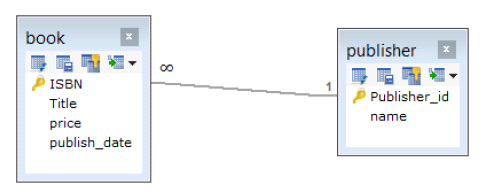 book
x
ISBN
Title
price
publish_date
∞
1
publisher
x
Publisher_id
name